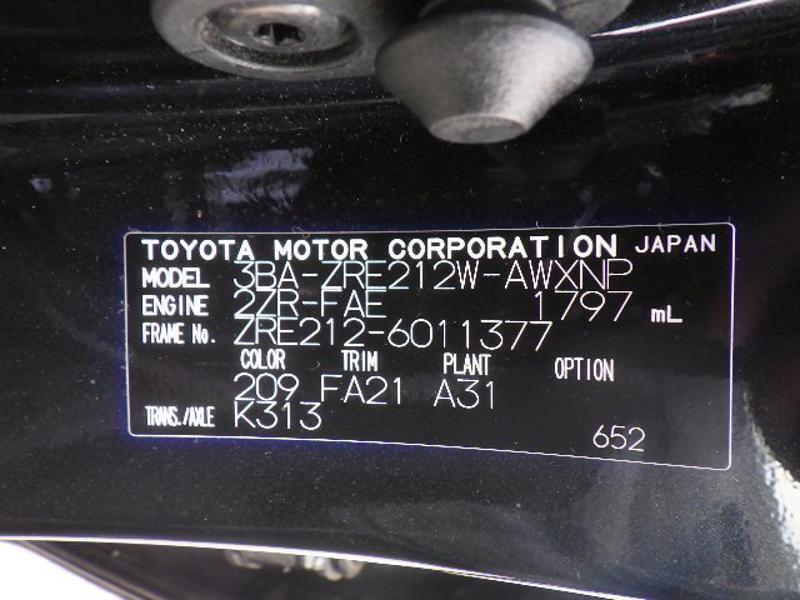 TOYOTA MOTOR CORPORATION JAPAN
MODEL 3BA-ZRE212W-AWXNP
ENGINE 2ZR-FAE 1797 mL
FRAME No. ZRE212-6011377
COLOR TRIM PLANT OPTION
209 FA21 A31
TRANS./AXLE K313
652